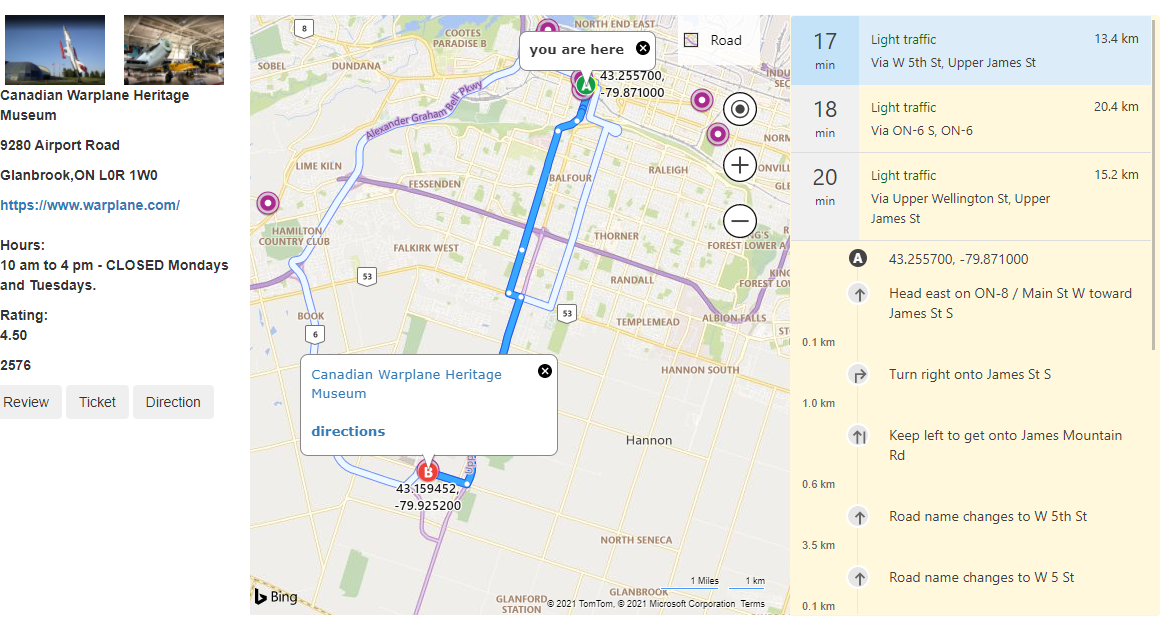 Canadian Warplane Heritage
Museum
9280 Airport Road
Glanbrook,ON L0R 1W0
https://www.warplane.com/
Hours:
10 am to 4 pm - CLOSED Mondays
and Tuesdays.
Rating:
4.50
2576
Review
Ticket
Direction
8
COOTES
PARADISE B
NORTH END EAST
Road
you are here
SOBEL
DUNDANA
A
43.255700,
-79.871000
Alexander Graham Bell Pkwy
LIME KILN
FESSENDEN
BALFOUR
RALEIGH
HAMILTON
COUNTRY CLUB
FALKIRK WEST
THORNER
FOREST LOWER
53
RANDALL
BOOK
53
TEMPLEMEAD
ALBION FALLS
6
HANNON SOUTH
Canadian Warplane Heritage
Museum
directions
Hannon
B
43.159452,
-79.925200
NORTH SENECA
1 Miles
1 km
Bing
GLANFORD
STATION
GLANBROOK
© 2021 TomTom, © 2021 Microsoft Corporation Terms
17
min
Light traffic
13.4 km
Via W 5th St, Upper James St
18
min
Light traffic
20.4 km
Via ON-6 S, ON-6
20
min
Light traffic
15.2 km
Via Upper Wellington St, Upper
James St
A
43.255700, -79.871000
Head east on ON-8 / Main St W toward
James St S
0.1 km
Turn right onto James St S
1.0 km
Keep left to get onto James Mountain
Rd
0.6 km
Road name changes to W 5th St
3.5 km
Road name changes to W 5 St
0.1 km